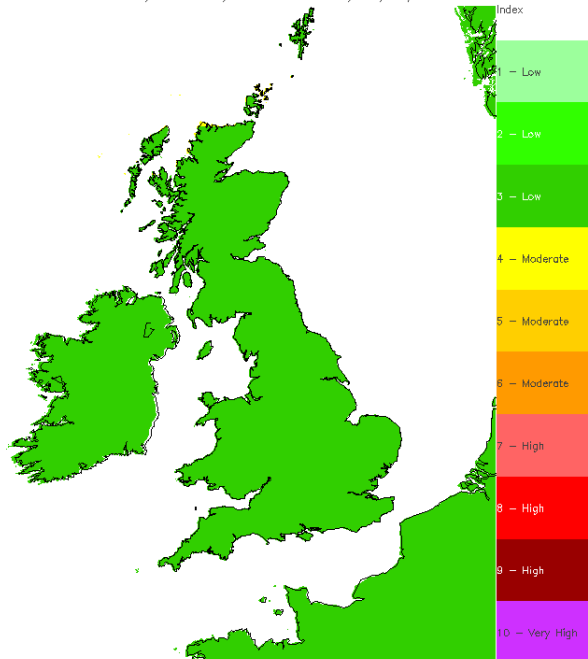 Index
1 – Low
2 – Low
3 – Low
4 – Moderate
5 – Moderate
6 – Moderate
7 – High
8 – High
9 – High
10 – Very High